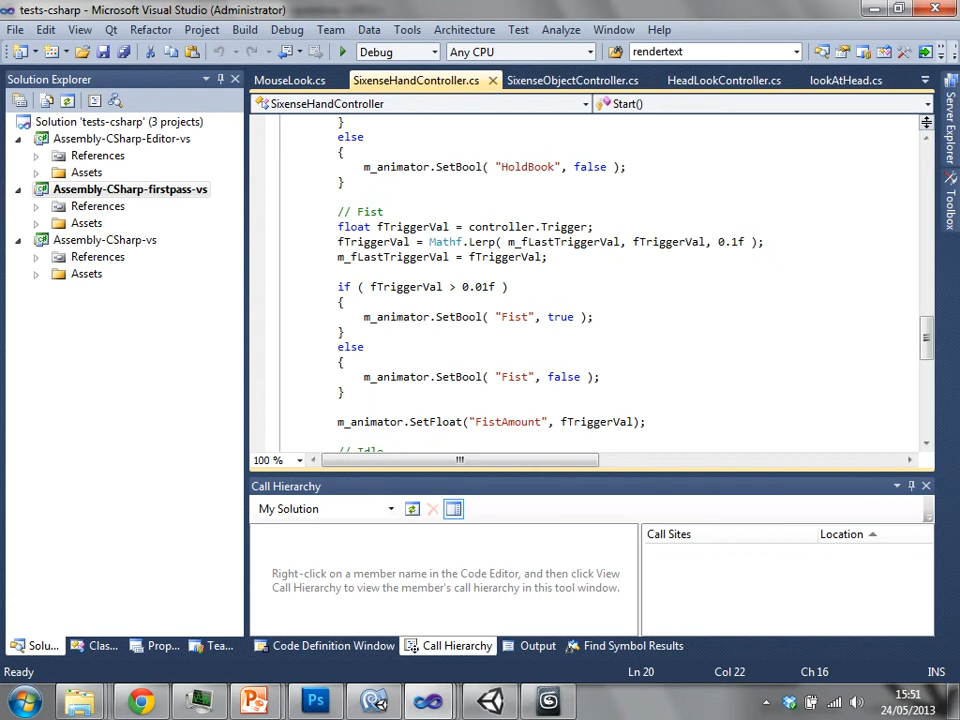 tests-csharp - Microsoft Visual Studio (Administrator)
File Edit View Qt Refactor Project Build Debug Team Data Tools Architecture Test Analyze Window Help
Debug Any CPU rendertext
Solution Explorer
Solution 'tests-csharp' (3 projects)
Assembly-CSharp-Editor-vs
References
Assets
Assembly-CSharp-firstpass-vs
References
Assets
Assembly-CSharp-vs
References
Assets
MouseLook.cs SixenseHandController.cs SixenseObjectController.cs HeadLookController.cs lookAtHead.cs
SixenseHandController Start()
}
else
{
m_animator.SetBool( "HoldBook", false );
}
// Fist
float fTriggerVal = controller.Trigger;
fTriggerVal = Mathf.Lerp( m_fLastTriggerVal, fTriggerVal, 0.1f );
m_fLastTriggerVal = fTriggerVal;
if ( fTriggerVal > 0.01f )
{
m_animator.SetBool( "Fist", true );
}
else
{
m_animator.SetBool( "Fist", false );
}
m_animator.SetFloat("FistAmount", fTriggerVal);
// Idle
100 %
Server Explorer
Toolbox
Call Hierarchy
My Solution
Right-click on a member name in the Code Editor, and then click View
Call Hierarchy to view the member's call hierarchy in this tool window.
Call Sites Location
Solu... Clas... Prop... Tea...
Code Definition Window Call Hierarchy Output Find Symbol Results
Ready Ln 20 Col 22 Ch 16 INS
Ps
15:51
24/05/2013